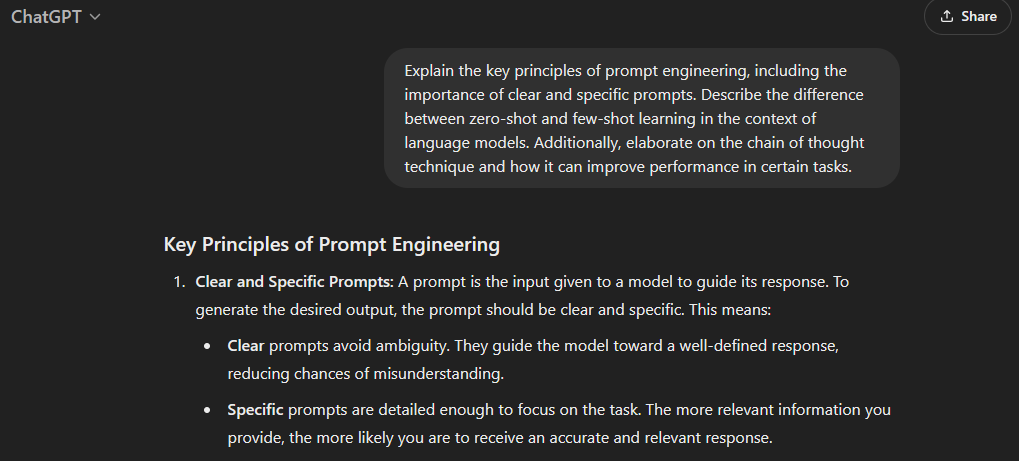 ChatGPT
Share
Explain the key principles of prompt engineering, including the
importance of clear and specific prompts. Describe the difference
between zero-shot and few-shot learning in the context of
language models. Additionally, elaborate on the chain of thought
technique and how it can improve performance in certain tasks.
Key Principles of Prompt Engineering
1. Clear and Specific Prompts: A prompt is the input given to a model to guide its response. To
generate the desired output, the prompt should be clear and specific. This means:
• Clear prompts avoid ambiguity. They guide the model toward a well-defined response,
reducing chances of misunderstanding.
• Specific prompts are detailed enough to focus on the task. The more relevant information you
provide, the more likely you are to receive an accurate and relevant response.